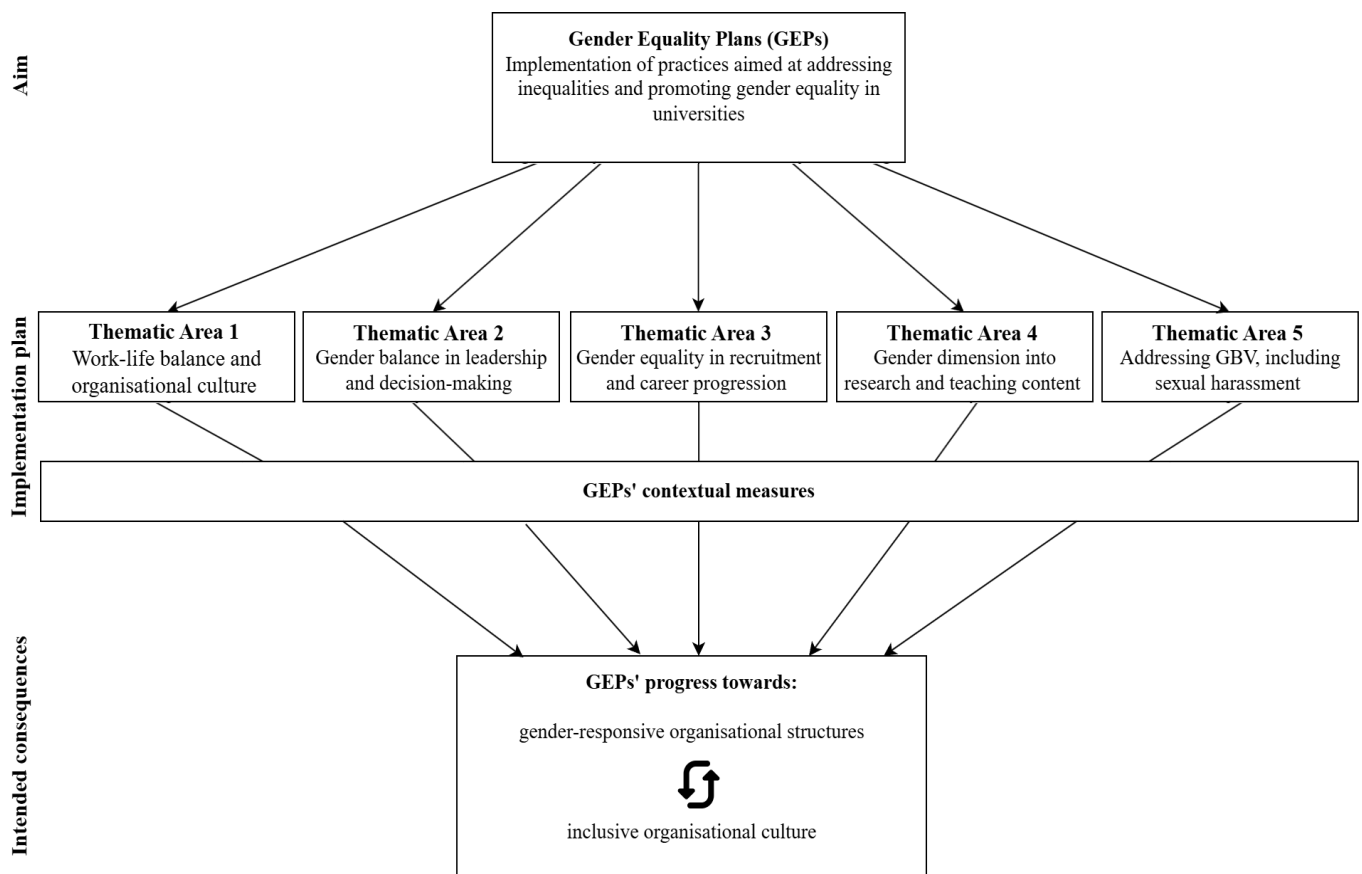 Aim
Gender Equality Plans (GEPs)
Implementation of practices aimed at addressing
inequalities and promoting gender equality in
universities
Implementation plan
Thematic Area 1
Work-life balance and
organisational culture
Thematic Area 2
Gender balance in leadership
and decision-making
Thematic Area 3
Gender equality in recruitment
and career progression
Thematic Area 4
Gender dimension into
research and teaching content
Thematic Area 5
Addressing GBV, including
sexual harassment
GEPs' contextual measures
Intended consequences
GEPs' progress towards:
gender-responsive organisational structures
inclusive organisational culture